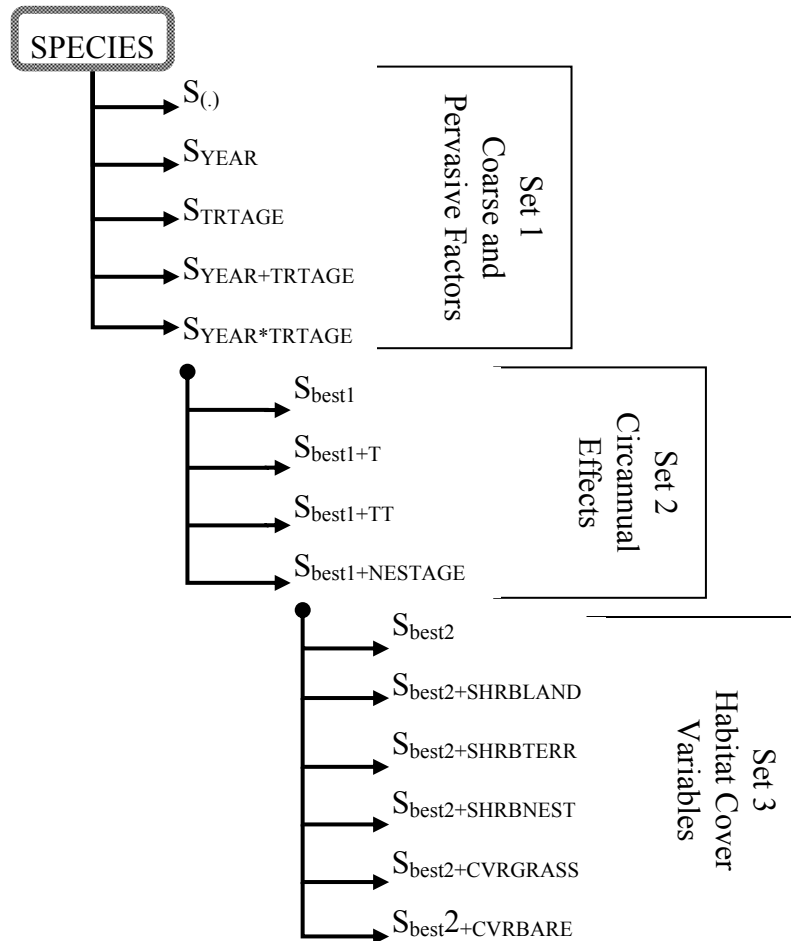 SPECIES
S(.)
SYEAR
STRTAGE
SYEAR+TRTAGE
SYEAR*TRTAGE
Set 1
Coarse and
Pervasive Factors
Sbest1
Sbest1+T
Sbest1+TT
Sbest1+NESTAGE
Set 2
Circannual
Effects
Sbest2
Sbest2+SHRBLAND
Sbest2+SHRBTERR
Sbest2+SHRBNEST
Sbest2+CVRGRASS
Sbest2+CVRBARE
Set 3
Habitat Cover
Variables